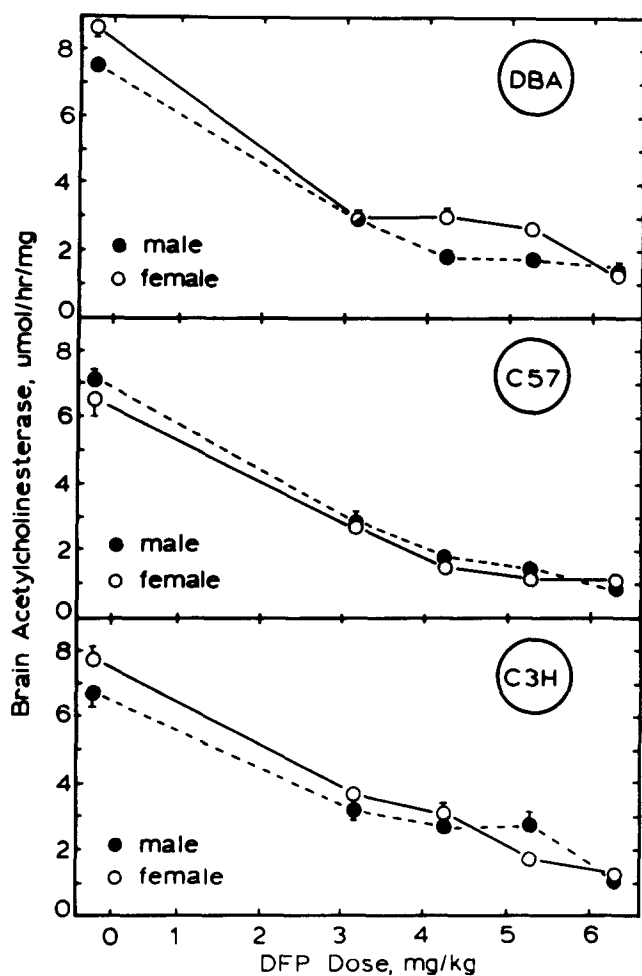 Brain Acetylcholinesterase, umol/hr/mg
8
6
4
2
0
DBA
male
female
8
6
4
2
0
C57
male
female
8
6
4
2
0
C3H
male
female
0 1 2 3 4 5 6
DFP Dose, mg/kg